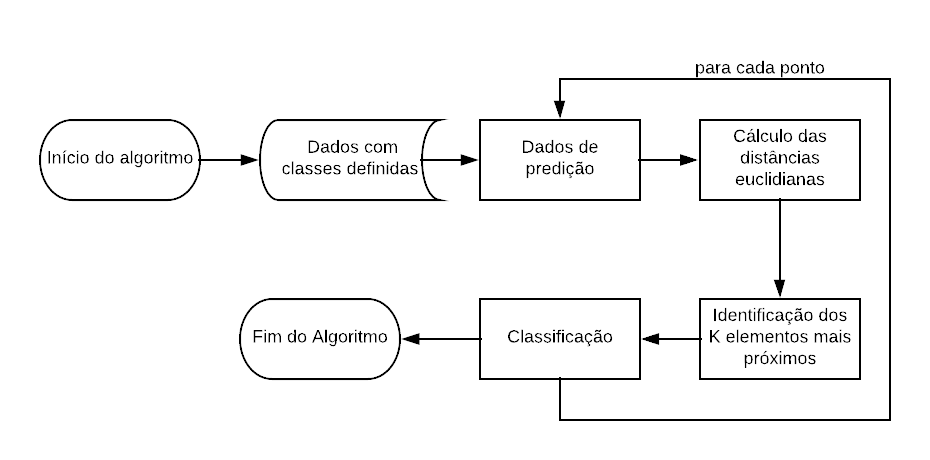 para cada ponto
Início do algoritmo
Dados com
classes definidas
Dados de
predição
Cálculo das
distâncias
euclidianas
Identificação dos
K elementos mais
próximos
Classificação
Fim do Algoritmo